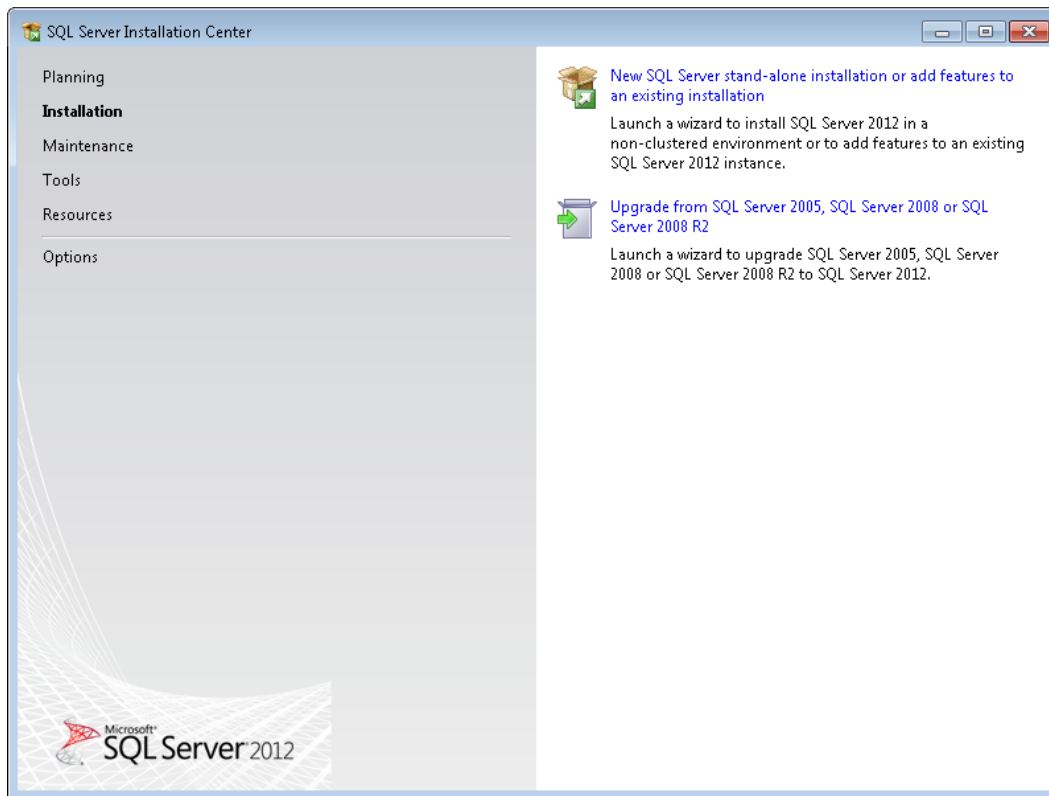 SQL Server Installation Center
Planning
Installation
Maintenance
Tools
Resources
Options
New SQL Server stand-alone installation or add features to
an existing installation
Launch a wizard to install SQL Server 2012 in a
non-clustered environment or to add features to an existing
SQL Server 2012 instance.
Upgrade from SQL Server 2005, SQL Server 2008 or SQL
Server 2008 R2
Launch a wizard to upgrade SQL Server 2005, SQL Server
2008 or SQL Server 2008 R2 to SQL Server 2012.
Microsoft®
SQL Server 2012